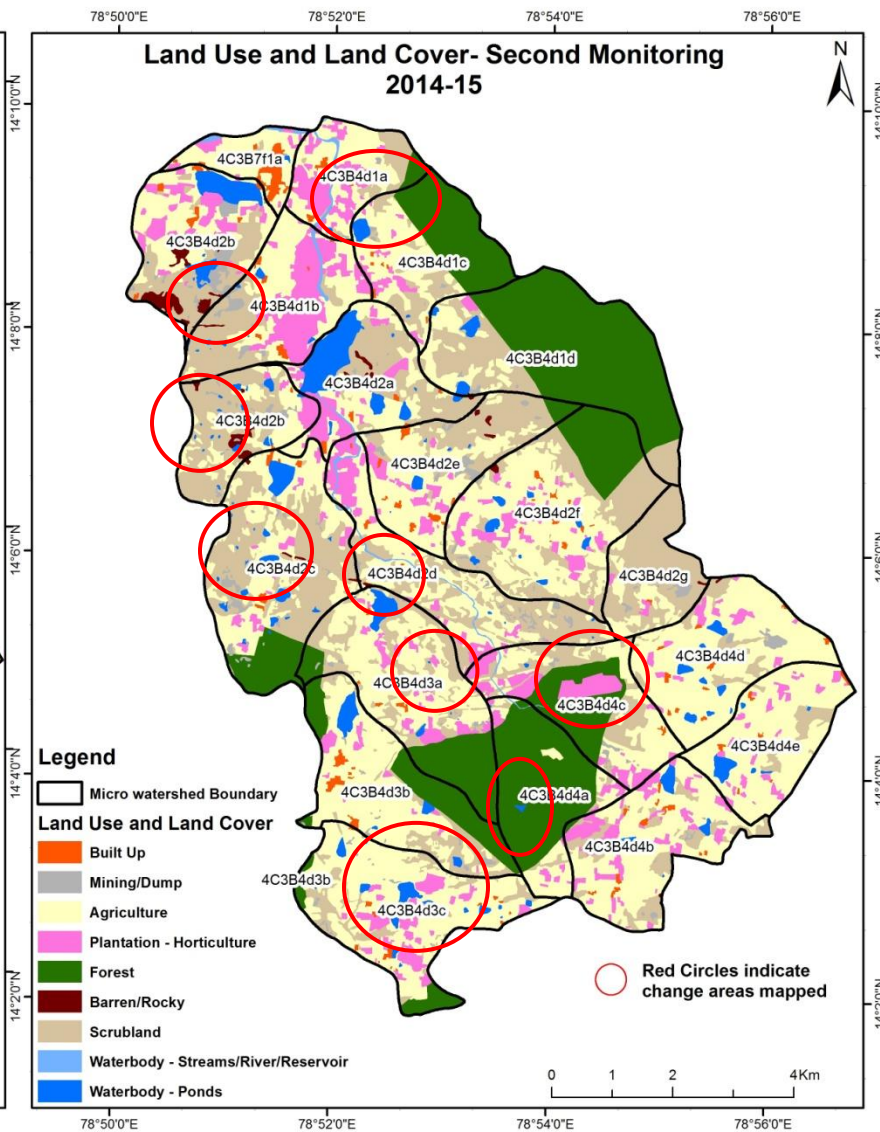 78°50'0"E
78°52'0"E
78°54'0"E
78°56'0"E
Land Use and Land Cover- Second Monitoring
2014-15
N
14°10'0"N
14°10'0"N
4C3B7f1a
4C3B4d1a
4C3B4d2b
4C3B4d1c
4C3B4d1b
14°8'0"N
14°8'0"N
4C3B4d1d
4C3B4d2a
4C3B4d2b
4C3B4d2e
4C3B4d2f
14°6'0"N
14°6'0"N
4C3B4d2c
4C3B4d2d
4C3B4d2g
4C3B4d4d
4C3B4d3a
4C3B4d4c
4C3B4d4e
14°4'0"N
14°4'0"N
4C3B4d3b
4C3B4d4a
4C3B4d4b
4C3B4d3b
4C3B4d3c
Legend
Micro watershed Boundary
Land Use and Land Cover
Built Up
Mining/Dump
Agriculture
Plantation - Horticulture
Forest
Barren/Rocky
Scrubland
Waterbody - Streams/River/Reservoir
Waterbody - Ponds
Red Circles indicate
change areas mapped
14°2'0"N
14°2'0"N
0 1 2 4Km
78°50'0"E
78°52'0"E
78°54'0"E
78°56'0"E